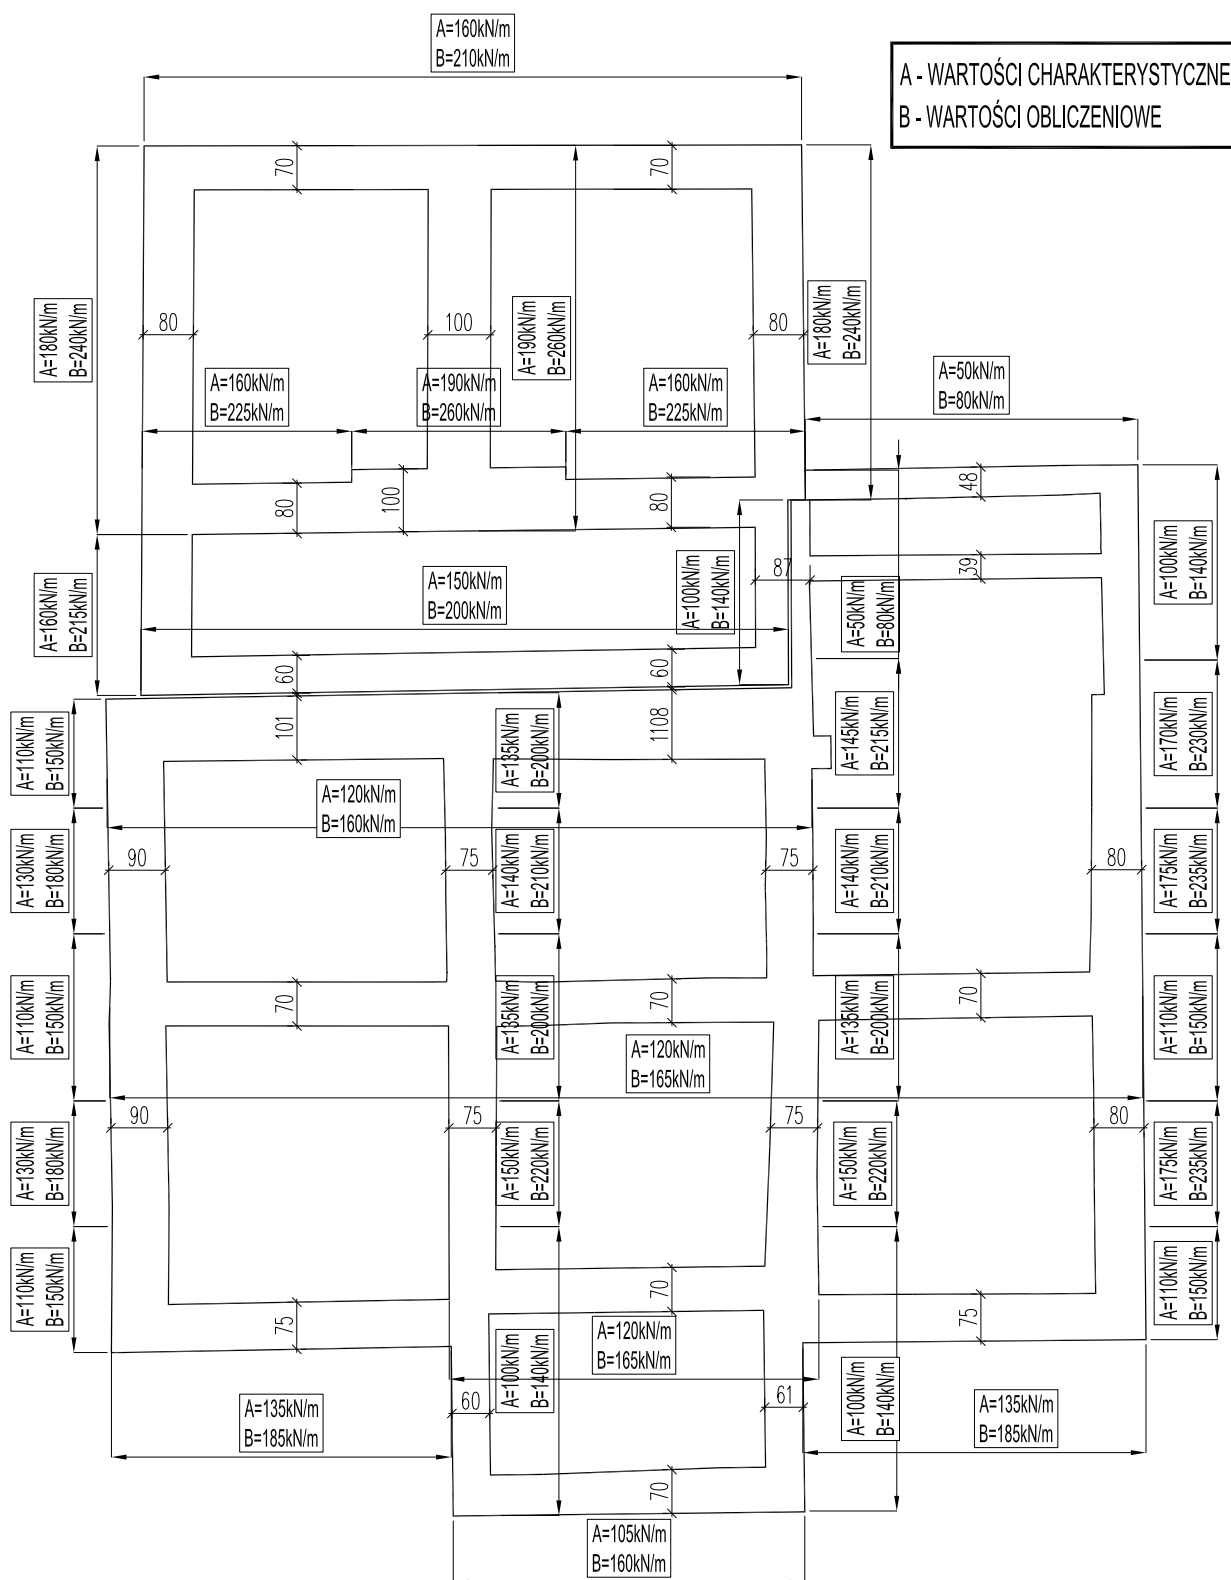 A=160kN/m
B=210kN/m
A - WARTOŚCI CHARAKTERYSTYCZNE
B - WARTOŚCI OBLICZENIOWE
70
70
A=180kN/m
B=240kN/m
80
100
A=190kN/m
B=260kN/m
80
A=180kN/m
B=240kN/m
A=160kN/m
B=225kN/m
A=190kN/m
B=260kN/m
A=160kN/m
B=225kN/m
A=50kN/m
B=80kN/m
80
100
80
48
A=160kN/m
B=215kN/m
A=150kN/m
B=200kN/m
A=100kN/m
B=140kN/m
87
39
A=50kN/m
B=80kN/m
A=100kN/m
B=140kN/m
60
60
101
1108
A=110kN/m
B=150kN/m
A=135kN/m
B=200kN/m
A=145kN/m
B=215kN/m
A=170kN/m
B=230kN/m
A=120kN/m
B=160kN/m
A=130kN/m
B=180kN/m
90
75
A=140kN/m
B=210kN/m
75
A=140kN/m
B=210kN/m
80
A=175kN/m
B=235kN/m
A=110kN/m
B=150kN/m
70
A=135kN/m
B=200kN/m
70
A=135kN/m
B=200kN/m
70
A=110kN/m
B=150kN/m
A=120kN/m
B=165kN/m
A=130kN/m
B=180kN/m
90
75
A=150kN/m
B=220kN/m
75
A=150kN/m
B=220kN/m
80
A=175kN/m
B=235kN/m
A=110kN/m
B=150kN/m
75
70
75
A=110kN/m
B=150kN/m
A=120kN/m
B=165kN/m
A=100kN/m
B=140kN/m
A=100kN/m
B=140kN/m
60
61
A=135kN/m
B=185kN/m
A=135kN/m
B=185kN/m
70
A=105kN/m
B=160kN/m